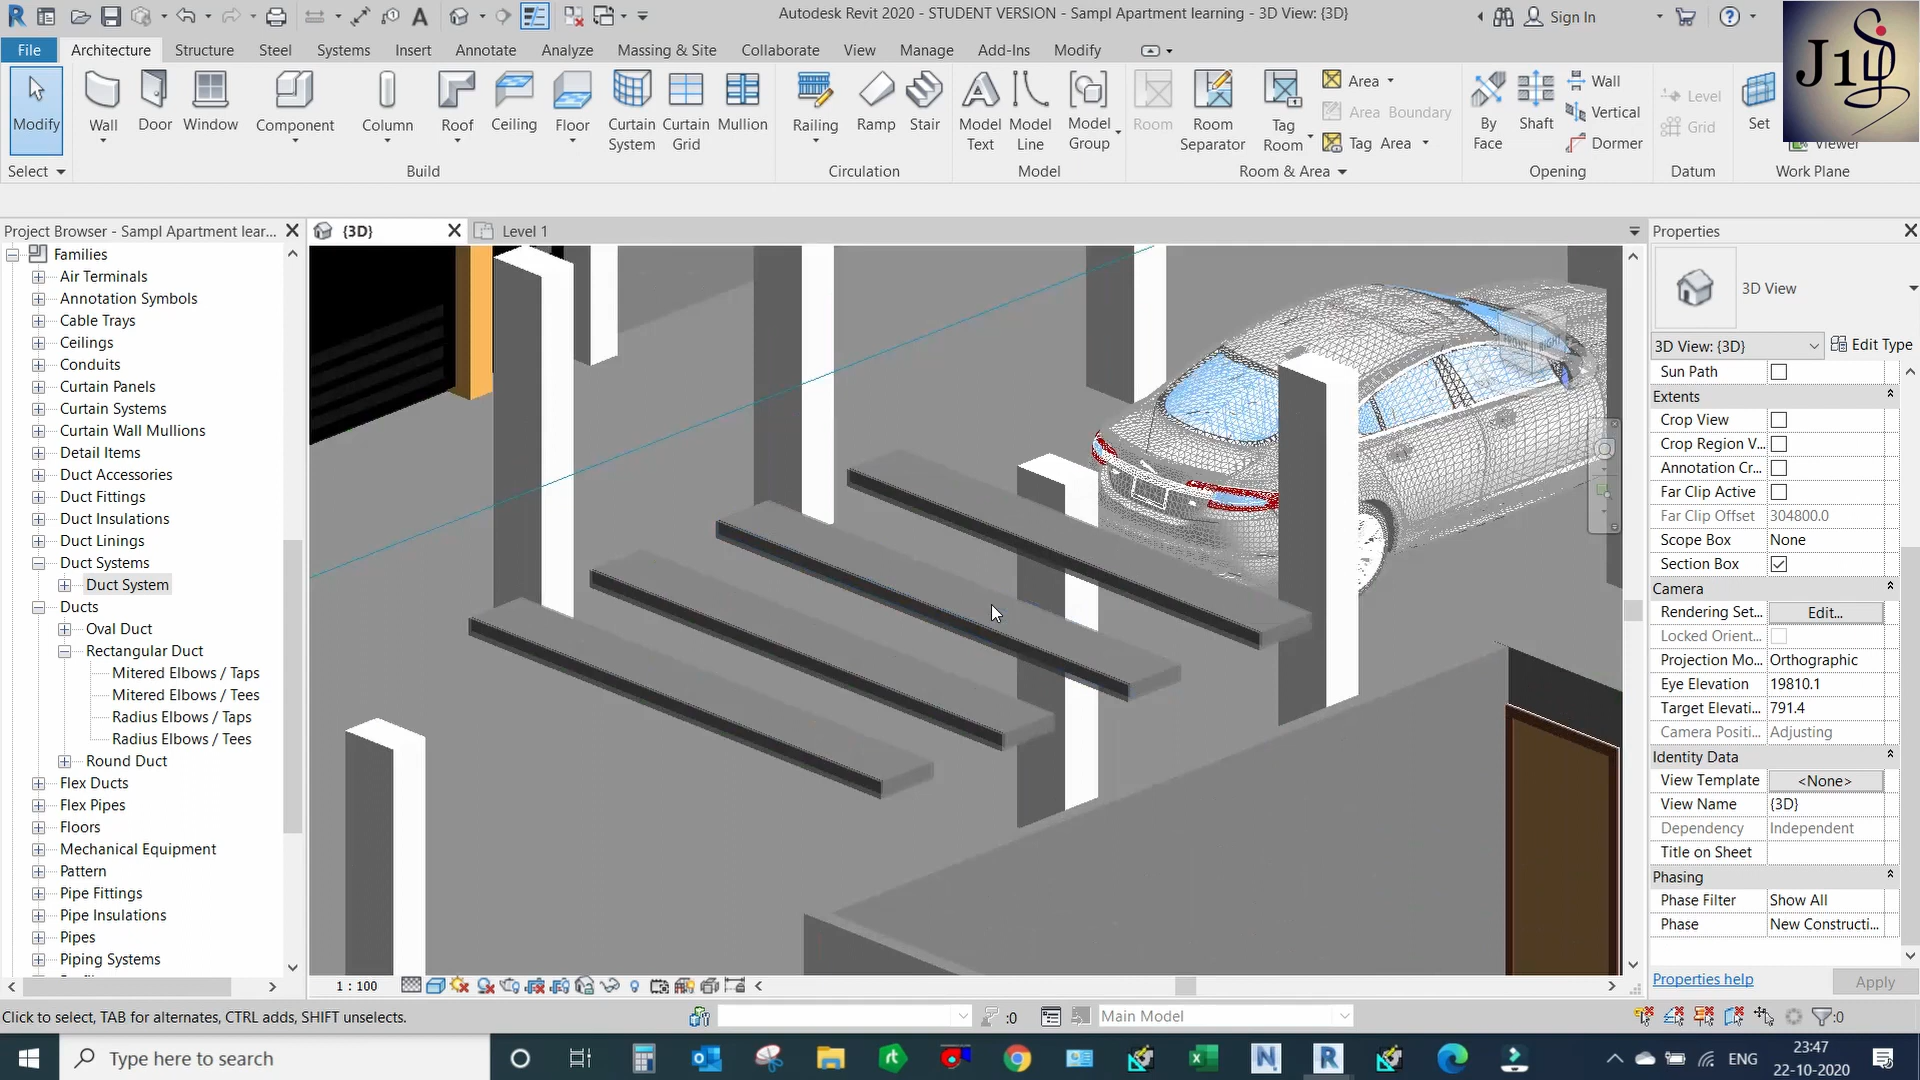 Autodesk Revit 2020 - STUDENT VERSION - Sampl Apartment learning - 3D View: {3D}
Sign In
File Architecture Structure Steel Systems Insert Annotate Analyze Massing & Site Collaborate View Manage Add-Ins Modify
Modify Wall Door Window Component Column Roof Ceiling Floor Curtain System Curtain Grid Mullion Railing Ramp Stair Model Text Model Line Model Group Room Room Separator Tag Room
Area
Area Boundary
Tag Area
By Face Shaft Wall
Vertical
Dormer
Level
Grid
Set
Viewer
Select Build Circulation Model Room & Area Opening Datum Work Plane
Project Browser - Sampl Apartment lear...
Families
Air Terminals
Annotation Symbols
Cable Trays
Ceilings
Conduits
Curtain Panels
Curtain Systems
Curtain Wall Mullions
Detail Items
Duct Accessories
Duct Fittings
Duct Insulations
Duct Linings
Duct Systems
Duct System
Ducts
Oval Duct
Rectangular Duct
Mitered Elbows / Taps
Mitered Elbows / Tees
Radius Elbows / Taps
Radius Elbows / Tees
Round Duct
Flex Ducts
Flex Pipes
Floors
Mechanical Equipment
Pattern
Pipe Fittings
Pipe Insulations
Pipes
Piping Systems
{3D} Level 1
1 : 100
Properties
3D View
3D View: {3D} Edit Type
Sun Path
Extents
Crop View
Crop Region V...
Annotation Cr...
Far Clip Active
Far Clip Offset 304800.0
Scope Box None
Section Box
Camera
Rendering Set... Edit...
Locked Orient...
Projection Mo... Orthographic
Eye Elevation 19810.1
Target Elevati... 791.4
Camera Positi... Adjusting
Identity Data
View Template <None>
View Name {3D}
Dependency Independent
Title on Sheet
Phasing
Phase Filter Show All
Phase New Constructi...
Properties help Apply
Click to select, TAB for alternates, CTRL adds, SHIFT unselects. :0 Main Model :0
Type here to search
ENG
23:47
22-10-2020